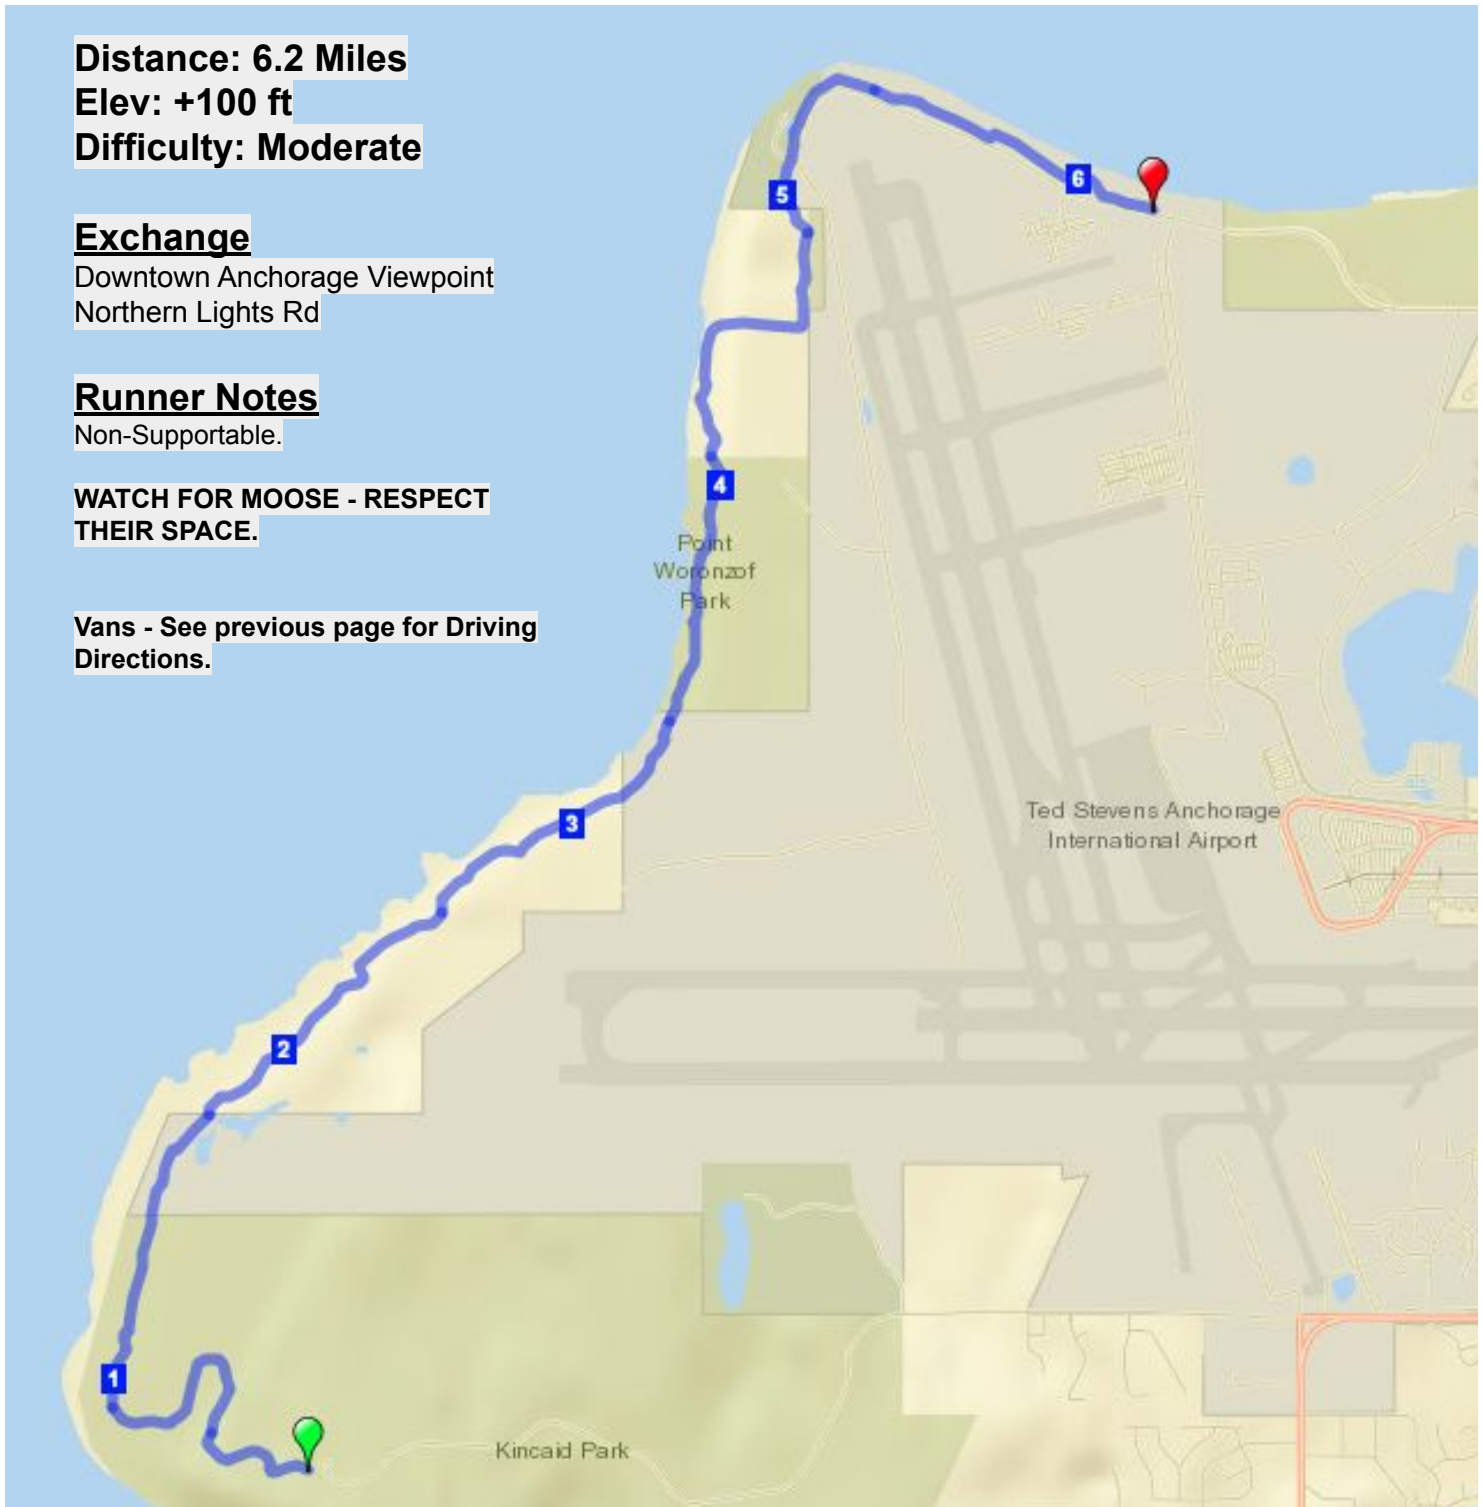 Distance: 6.2 Miles
Elev: +100 ft
Difficulty: Moderate
Exchange
Downtown Anchorage Viewpoint
Northern Lights Rd
Runner Notes
Non-Supportable.
WATCH FOR MOOSE - RESPECT
THEIR SPACE.
Vans - See previous page for Driving
Directions.
5
6
4
Point
Woronzof
Park
3
Ted Stevens Anchorage
International Airport
2
1
Kincaid Park